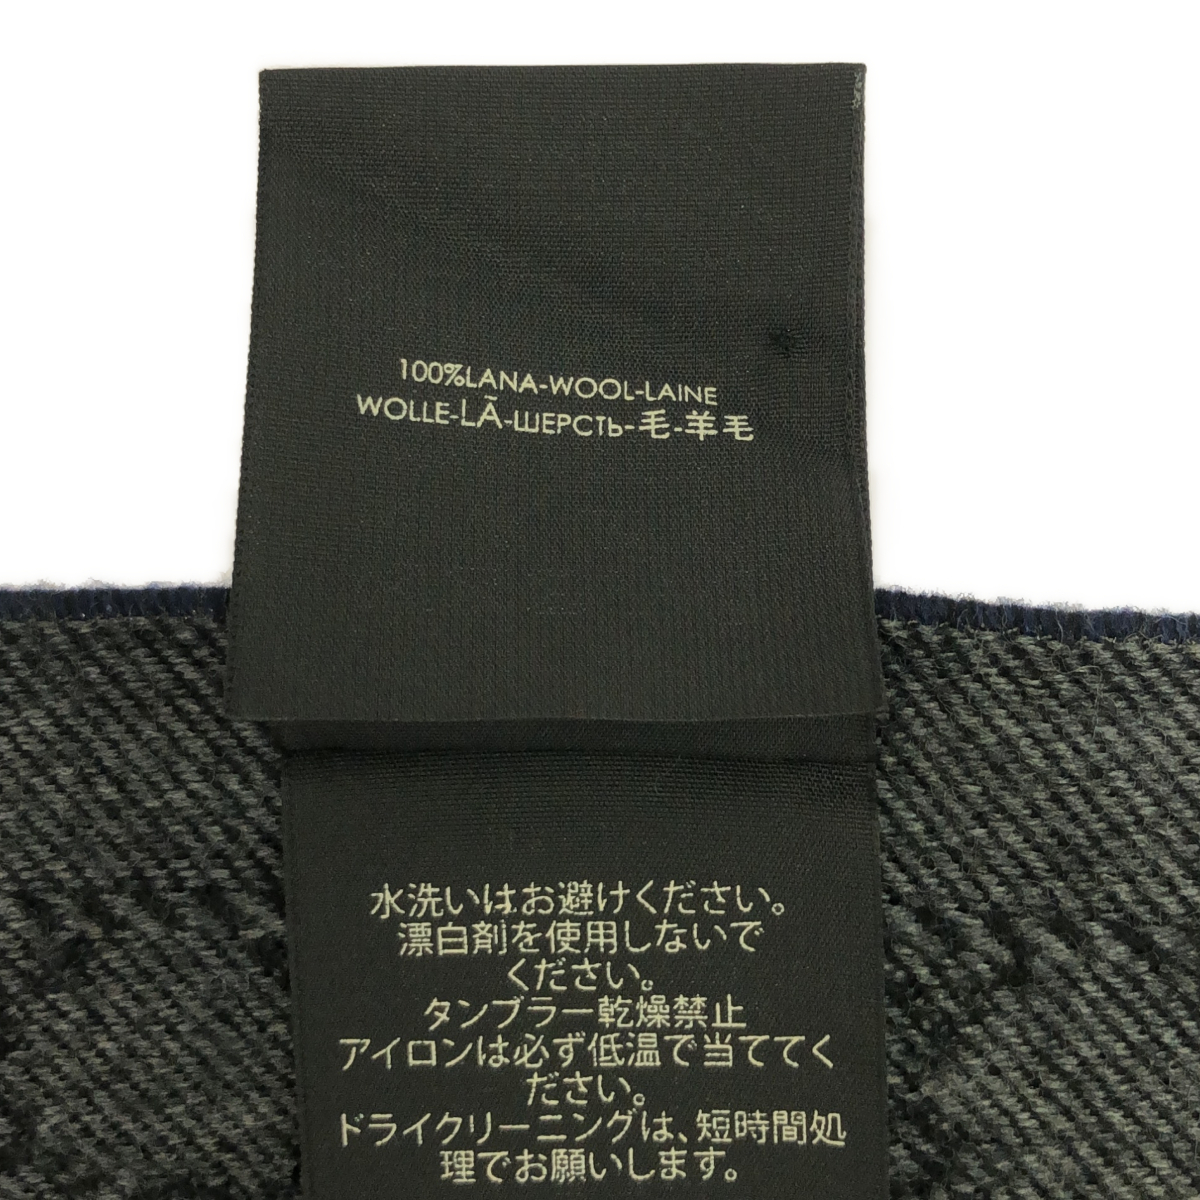 100%LANA-WOOL-LAINE
WOLLE-LĀ-ШЕРСТЬ-毛-羊毛
水洗いはお避けください。
漂白剤を使用しないで
ください。
タンブラー乾燥禁止
アイロンは必ず低温で当ててく
ださい。
ドライクリーニングは、短時間処
理でお願いします。